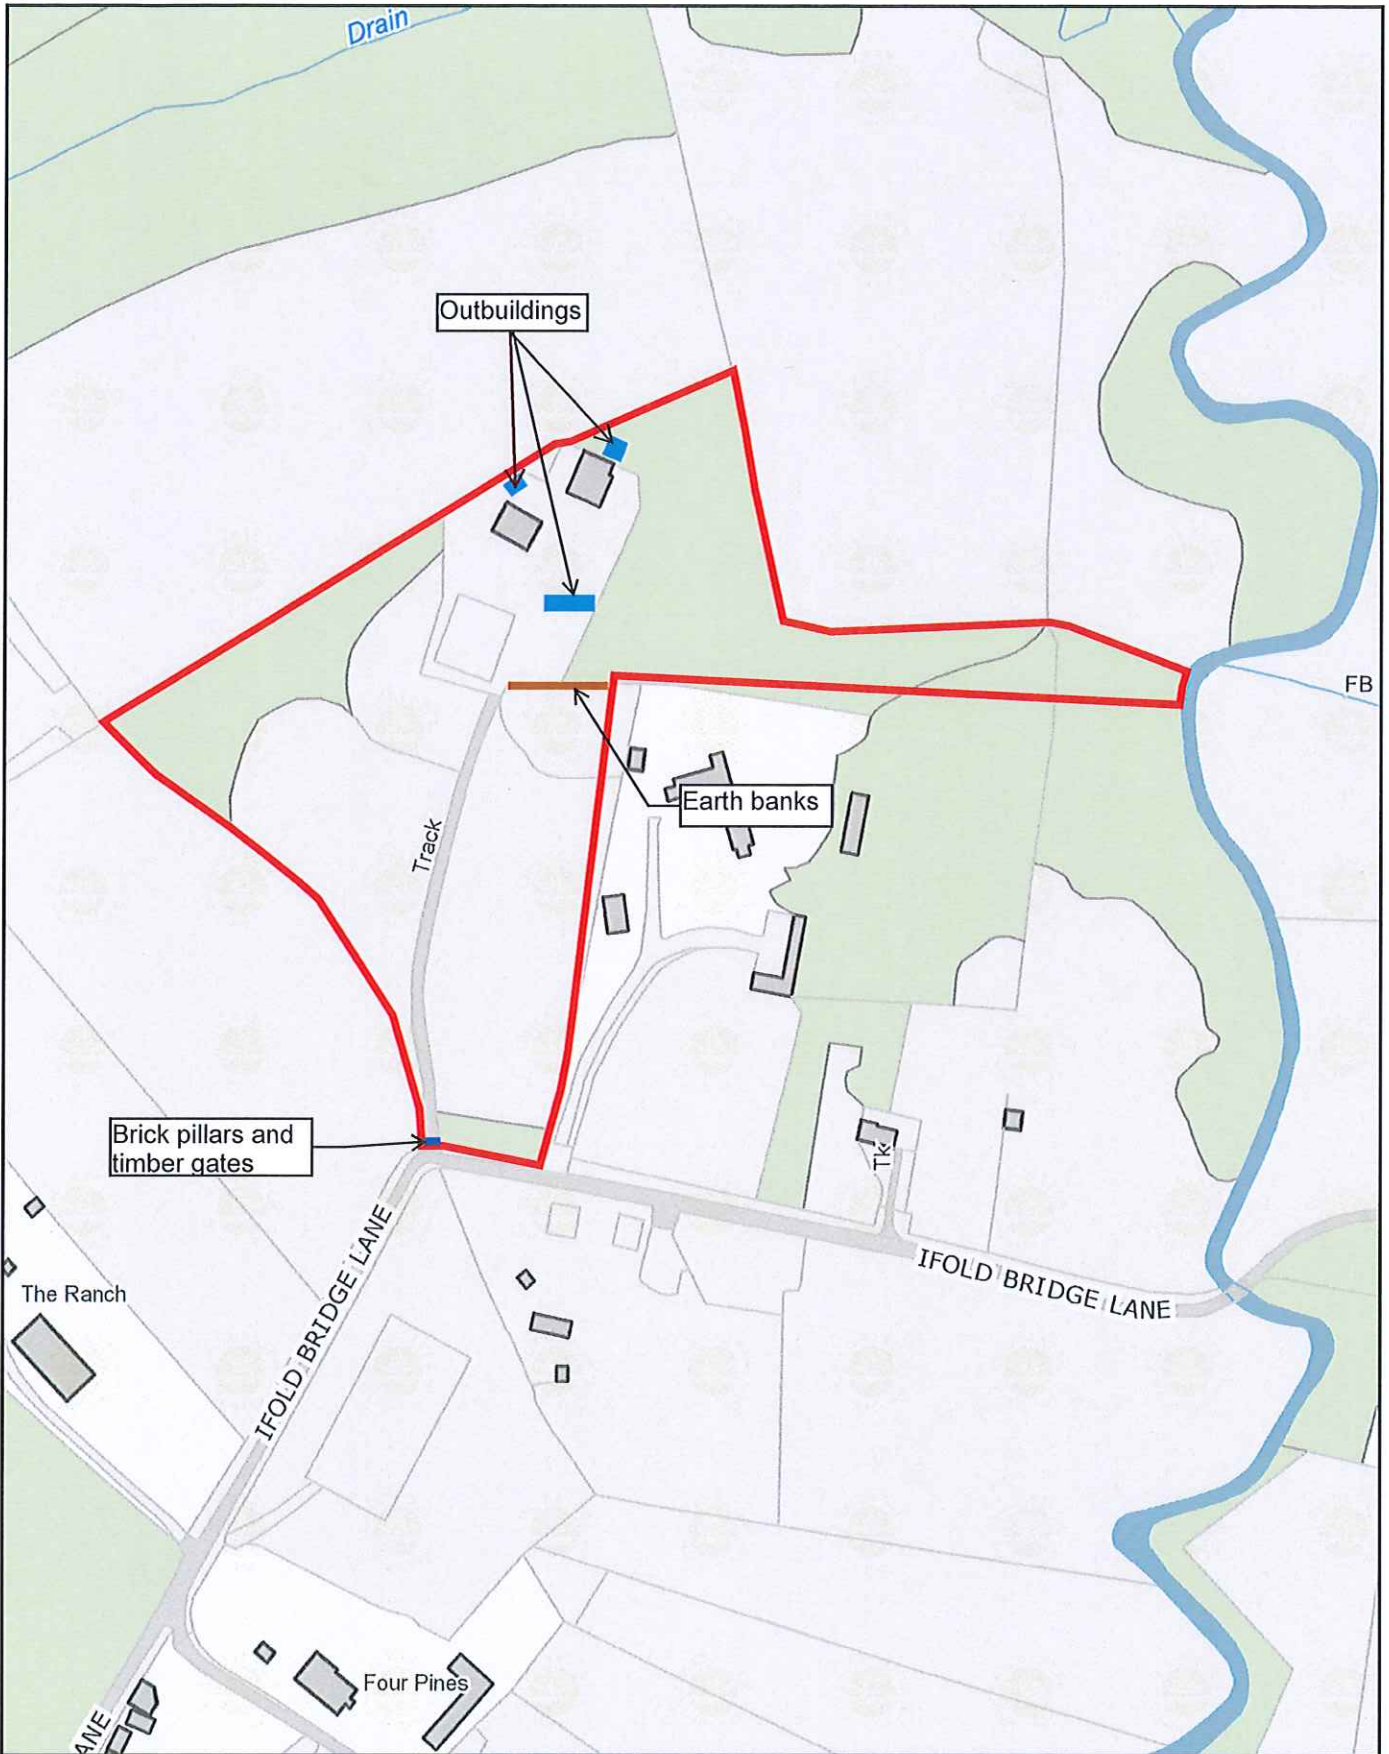 Drain
Outbuildings
FB
Earth banks
Track
Brick pillars and
timber gates
Tk
IFOLD BRIDGE LANE
IFOLD BRIDGE LANE
The Ranch
Four Pines
ANE